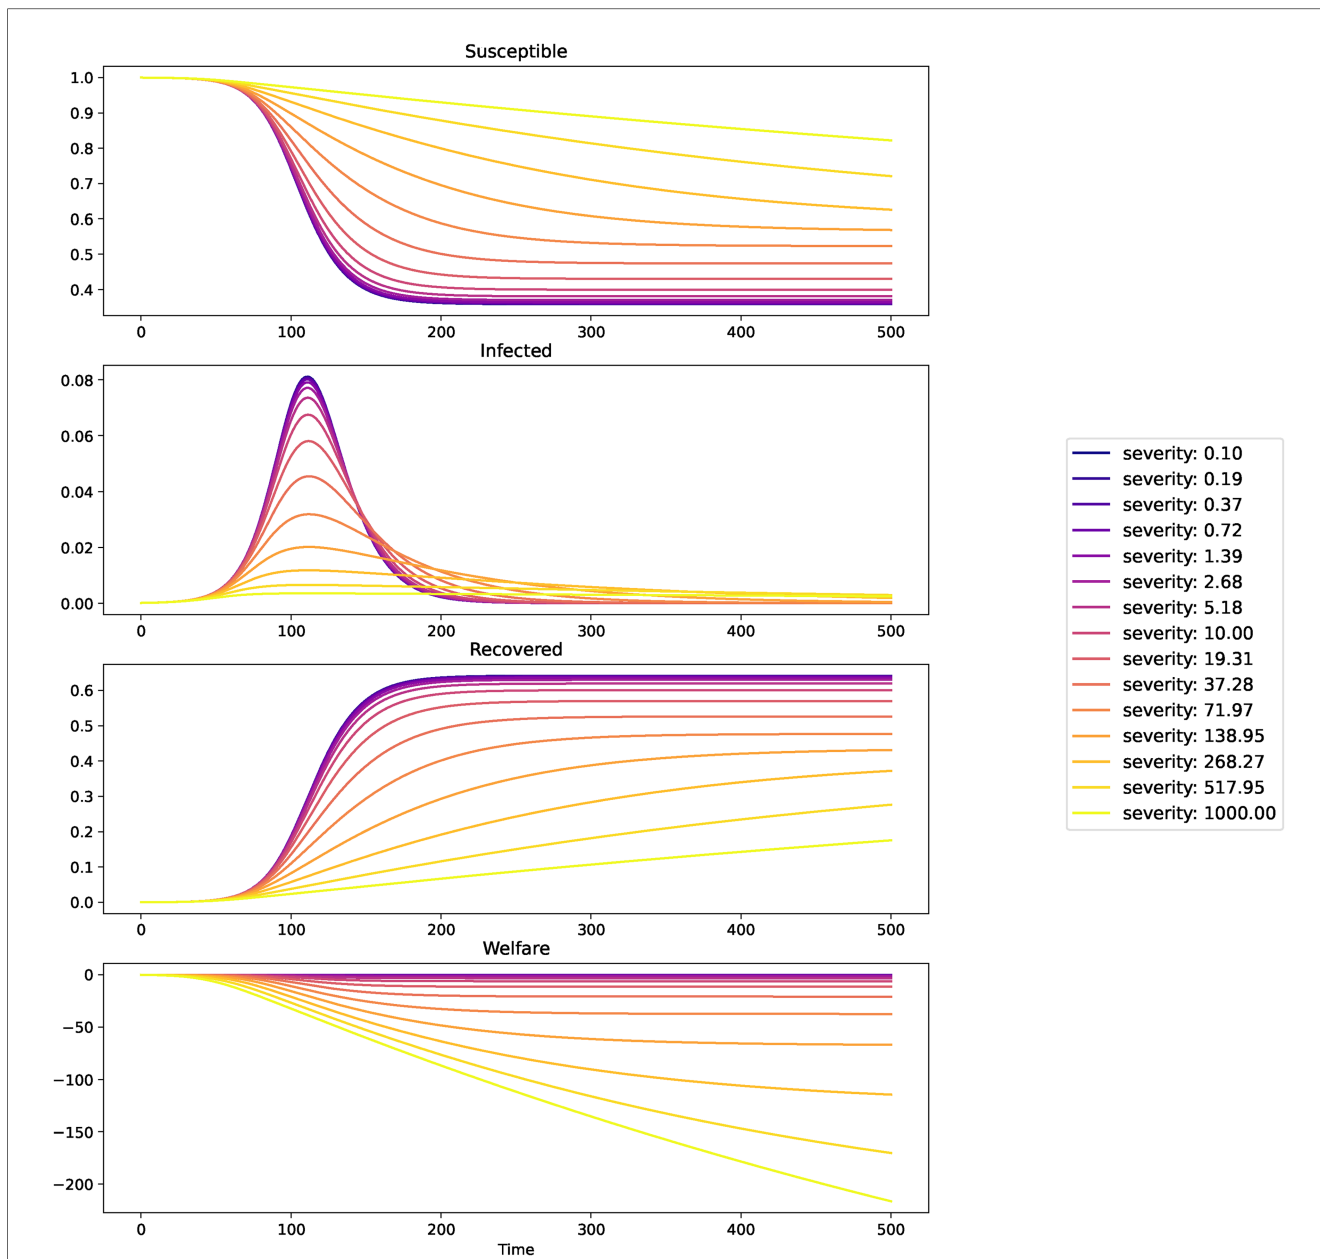 Susceptible
1.0
0.9
0.8
0.7
0.6
0.5
0.4
0 100 200 300 400 500
Infected
0.08
0.06
0.04
0.02
0.00
0 100 200 300 400 500
Recovered
0.6
0.5
0.4
0.3
0.2
0.1
0.0
0 100 200 300 400 500
Welfare
0
−50
−100
−150
−200
0 100 200 300 400 500
Time
severity: 0.10
severity: 0.19
severity: 0.37
severity: 0.72
severity: 1.39
severity: 2.68
severity: 5.18
severity: 10.00
severity: 19.31
severity: 37.28
severity: 71.97
severity: 138.95
severity: 268.27
severity: 517.95
severity: 1000.00